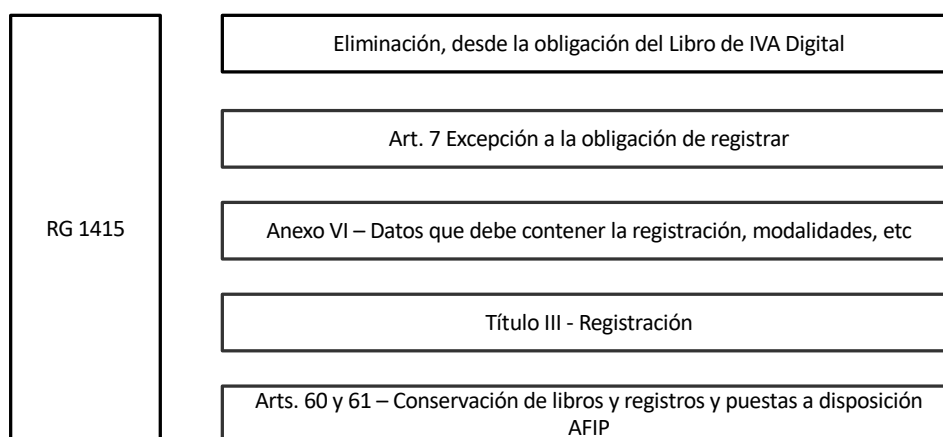 RG 1415
Eliminación, desde la obligación del Libro de IVA Digital
Art. 7 Excepción a la obligación de registrar
Anexo VI – Datos que debe contener la registración, modalidades, etc
Título III - Registración
Arts. 60 y 61 – Conservación de libros y registros y puestas a disposición
AFIP